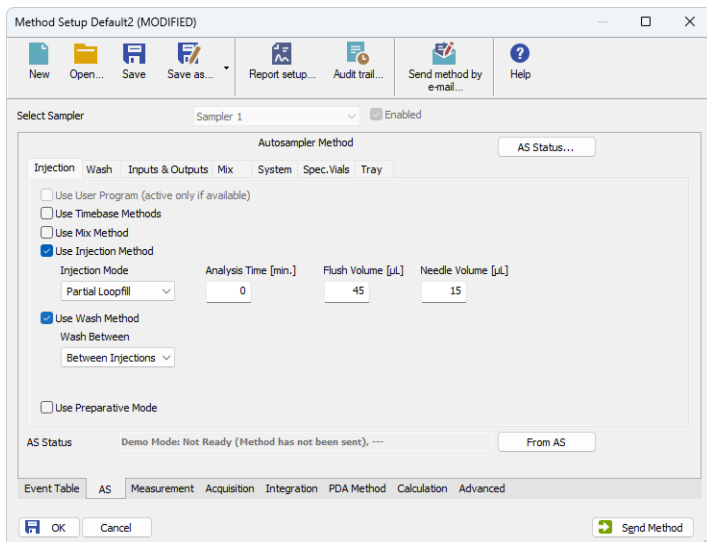 Method Setup Default2 (MODIFIED)
New Open... Save Save as... Report setup... Audit trail... Send method by e-mail... Help
Select Sampler Sampler 1 Enabled
Autosampler Method AS Status...
Injection Wash Inputs & Outputs Mix System Spec.Vials Tray
Use User Program (active only if available)
Use Timebase Methods
Use Mix Method
Use Injection Method
Injection Mode Analysis Time [min.] Flush Volume [µL] Needle Volume [µL]
Partial Loopfill 0 45 15
Use Wash Method
Wash Between
Between Injections
Use Preparative Mode
AS Status Demo Mode: Not Ready (Method has not been sent), --- From AS
Event Table AS Measurement Acquisition Integration PDA Method Calculation Advanced
OK Cancel Send Method